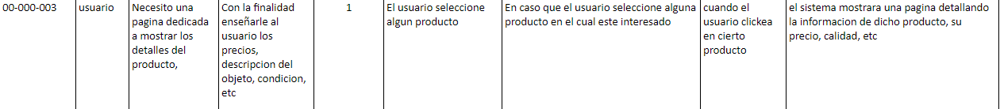 00-000-003
usuario
Necesito una
pagina dedicada
a mostrar los
detalles del
producto,
Con la finalidad
enseñarle al
usuario los
precios,
descripcion del
objeto, condicion,
etc
1
El usuario seleccione
algun producto
En caso que el usuario seleccione alguna
producto en el cual este interesado
cuando el
usuario clickea
en cierto
producto
el sistema mostrara una pagina detallando
la informacion de dicho producto, su
precio, calidad, etc